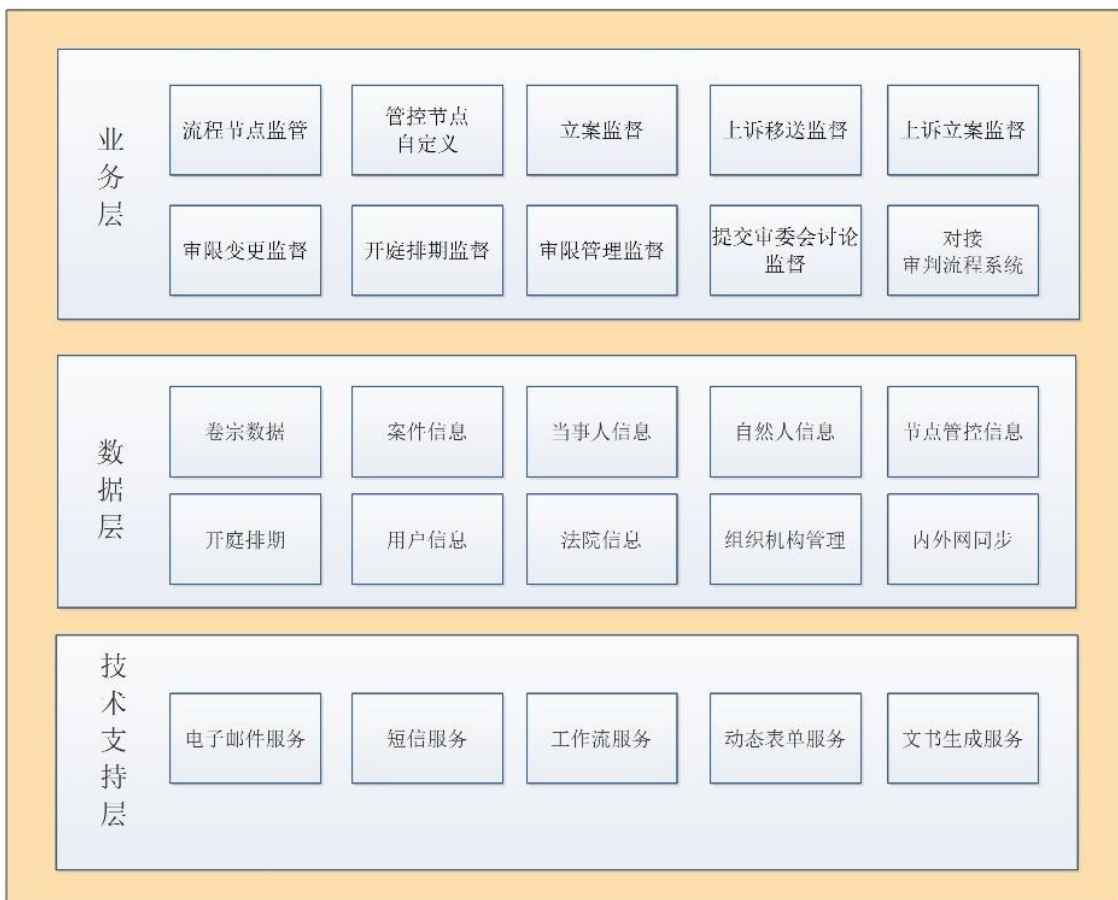 业务层
流程节点监管
管控节点
自定义
立案监督
上诉移送监督
上诉立案监督
审限变更监督
开庭排期监督
审限管理监督
提交审委会讨论
监督
对接
审判流程系统
数据层
卷宗数据
案件信息
当事人信息
自然人信息
节点管控信息
开庭排期
用户信息
法院信息
组织机构管理
内外网同步
技术支持层
电子邮件服务
短信服务
工作流服务
动态表单服务
文书生成服务